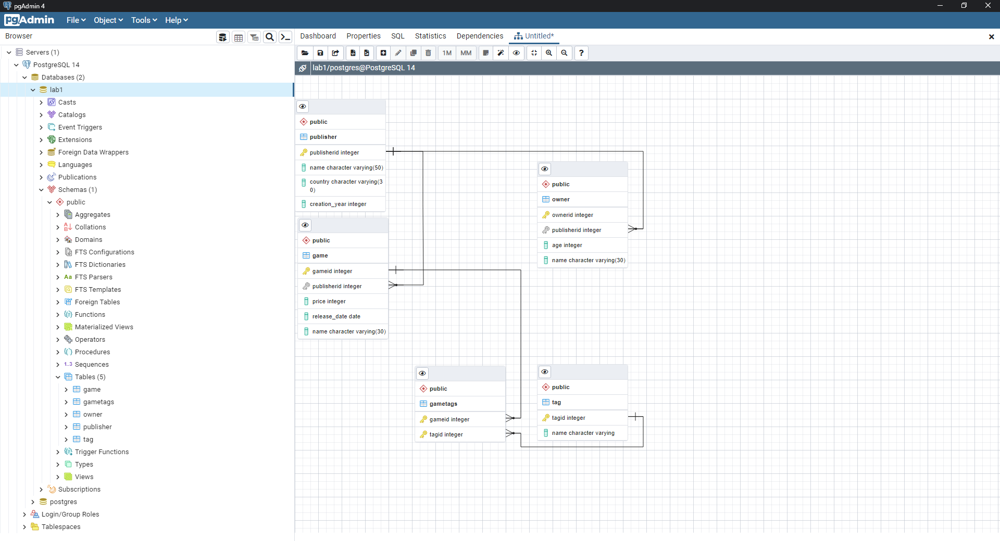 pgAdmin 4
pgAdmin File Object Tools Help
Browser
Dashboard Properties SQL Statistics Dependencies Untitled*
1M MM ?
lab1/postgres@PostgreSQL 14
Servers (1)
PostgreSQL 14
Databases (2)
lab1
Casts
Catalogs
Event Triggers
Extensions
Foreign Data Wrappers
Languages
Publications
Schemas (1)
public
Aggregates
Collations
Domains
FTS Configurations
FTS Dictionaries
Aa FTS Parsers
FTS Templates
Foreign Tables
Functions
Materialized Views
Operators
Procedures
1..3 Sequences
Tables (5)
game
gametags
owner
publisher
tag
Trigger Functions
Types
Views
Subscriptions
postgres
Login/Group Roles
Tablespaces
public
publisher
publisherid integer
name character varying(50)
country character varying(3
0)
creation_year integer
public
owner
ownerid integer
publisherid integer
age integer
name character varying(30)
public
game
gameid integer
publisherid integer
price integer
release_date date
name character varying(30)
public
gametags
gameid integer
tagid integer
public
tag
tagid integer
name character varying